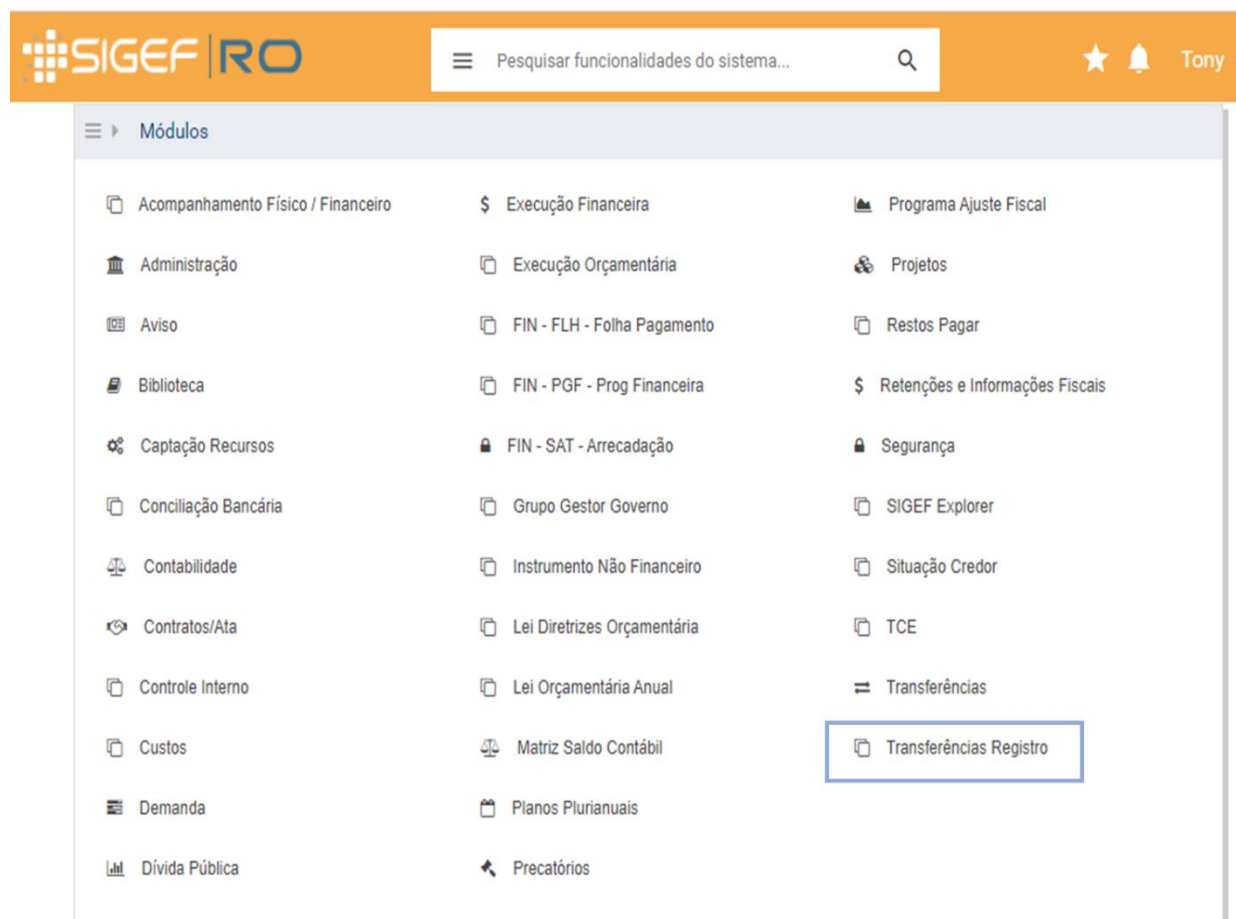 SIGEF RO
Pesquisar funcionalidades do sistema...
Tony
Módulos
Acompanhamento Físico / Financeiro
Administração
Aviso
Biblioteca
Captação Recursos
Conciliação Bancária
Contabilidade
Contratos/Ata
Controle Interno
Custos
Demanda
Dívida Pública
Execução Financeira
Execução Orçamentária
FIN - FLH - Folha Pagamento
FIN - PGF - Prog Financeira
FIN - SAT - Arrecadação
Grupo Gestor Governo
Instrumento Não Financeiro
Lei Diretrizes Orçamentária
Lei Orçamentária Anual
Matriz Saldo Contábil
Planos Plurianuais
Precatórios
Programa Ajuste Fiscal
Projetos
Restos Pagar
Retenções e Informações Fiscais
Segurança
SIGEF Explorer
Situação Credor
TCE
Transferências
Transferências Registro